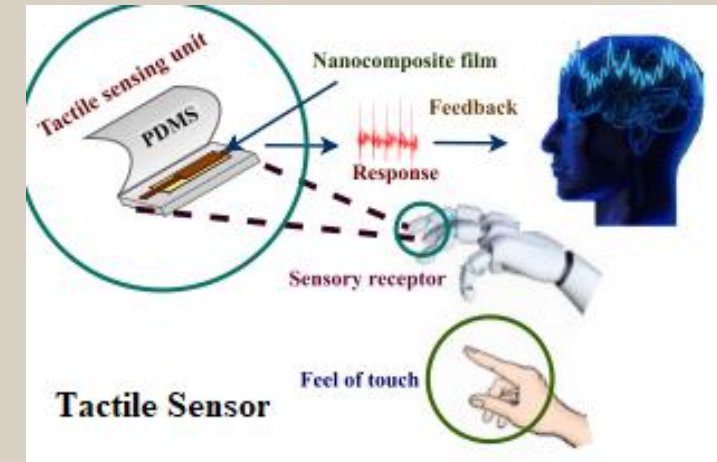 Tactile sensing unit
PDMS
Nanocomposite film
Feedback
Response
Sensory receptor
Feel of touch
Tactile Sensor